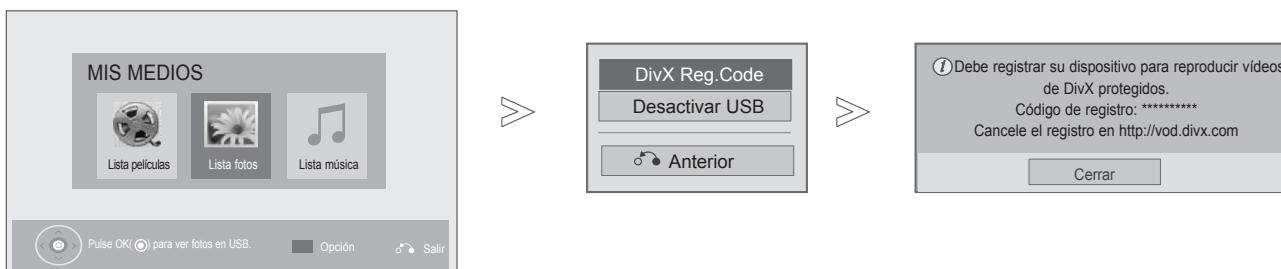 MIS MEDIOS
Lista películas
Lista fotos
Lista música
Pulse OK( ) para ver fotos en USB.
Opción
Salir
DivX Reg.Code
Desactivar USB
Anterior
Debe registrar su dispositivo para reproducir vídeos
de DivX protegidos.
Código de registro: **********
Cancele el registro en http://vod.divx.com
Cerrar